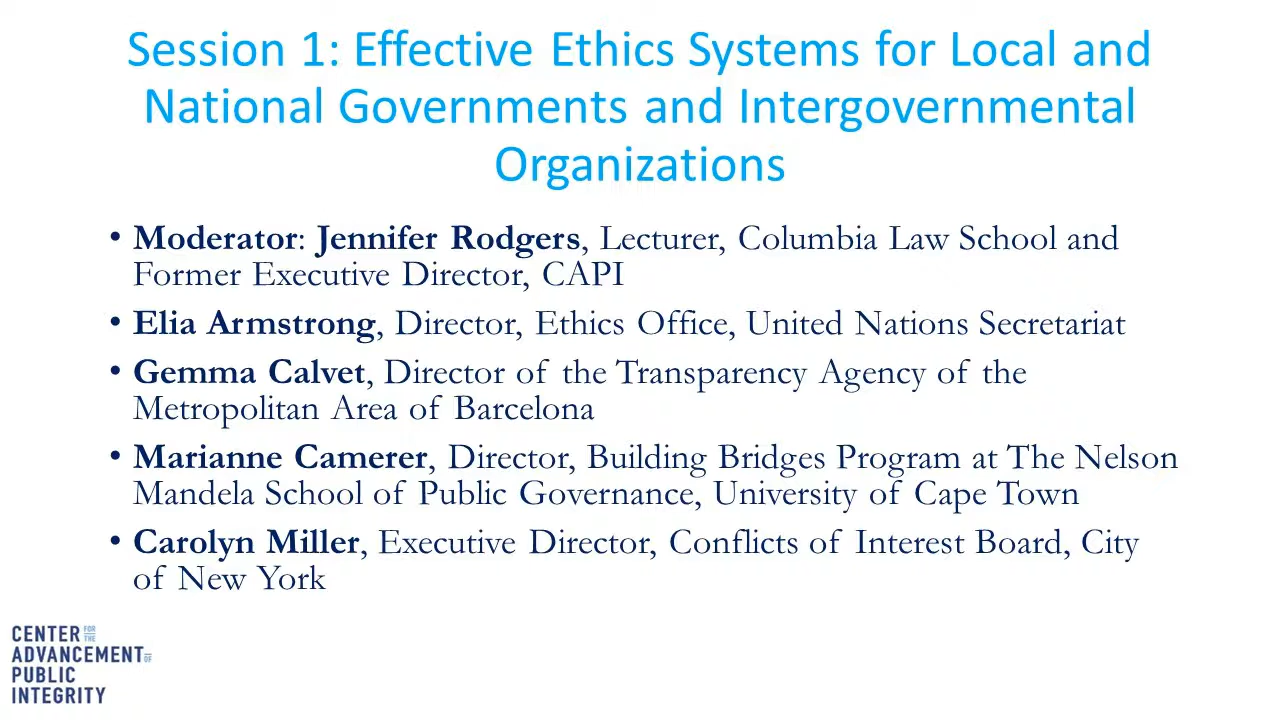 Session 1: Effective Ethics Systems for Local and
National Governments and Intergovernmental
Organizations
• Moderator: Jennifer Rodgers, Lecturer, Columbia Law School and
Former Executive Director, CAPI
• Elia Armstrong, Director, Ethics Office, United Nations Secretariat
• Gemma Calvet, Director of the Transparency Agency of the
Metropolitan Area of Barcelona
• Marianne Camerer, Director, Building Bridges Program at The Nelson
Mandela School of Public Governance, University of Cape Town
• Carolyn Miller, Executive Director, Conflicts of Interest Board, City
of New York
CENTER FOR THE
ADVANCEMENT OF
PUBLIC
INTEGRITY